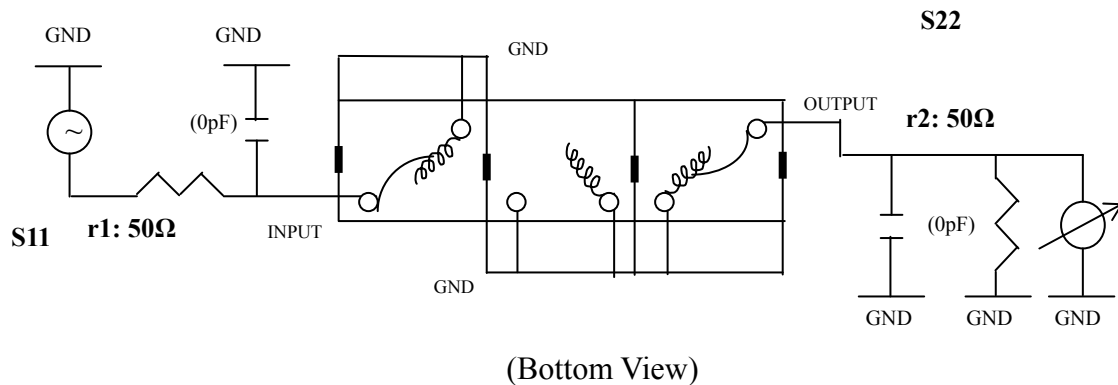 S22
GND
GND
GND
OUTPUT
(0pF)
r2: 50Ω
~
(0pF)
S11
r1: 50Ω
INPUT
GND
GND
GND
GND
(Bottom View)